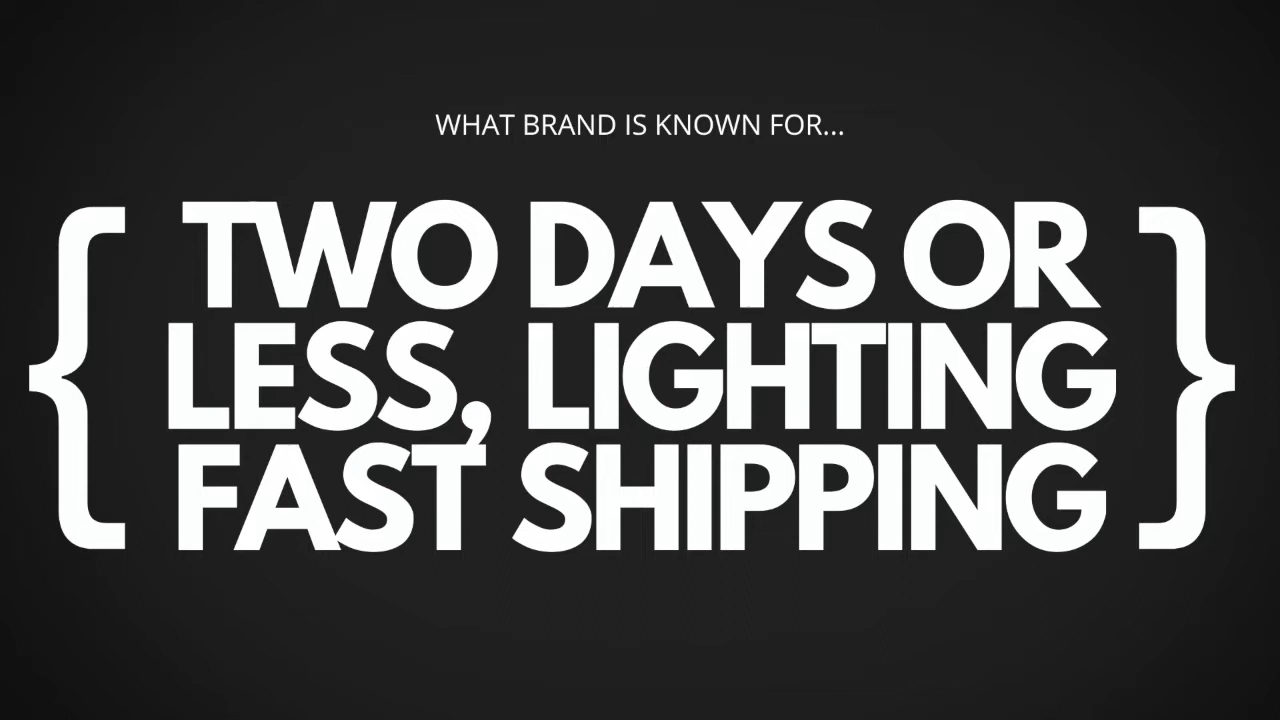 WHAT BRAND IS KNOWN FOR...
{ TWO DAYS OR
LESS, LIGHTING
FAST SHIPPING }